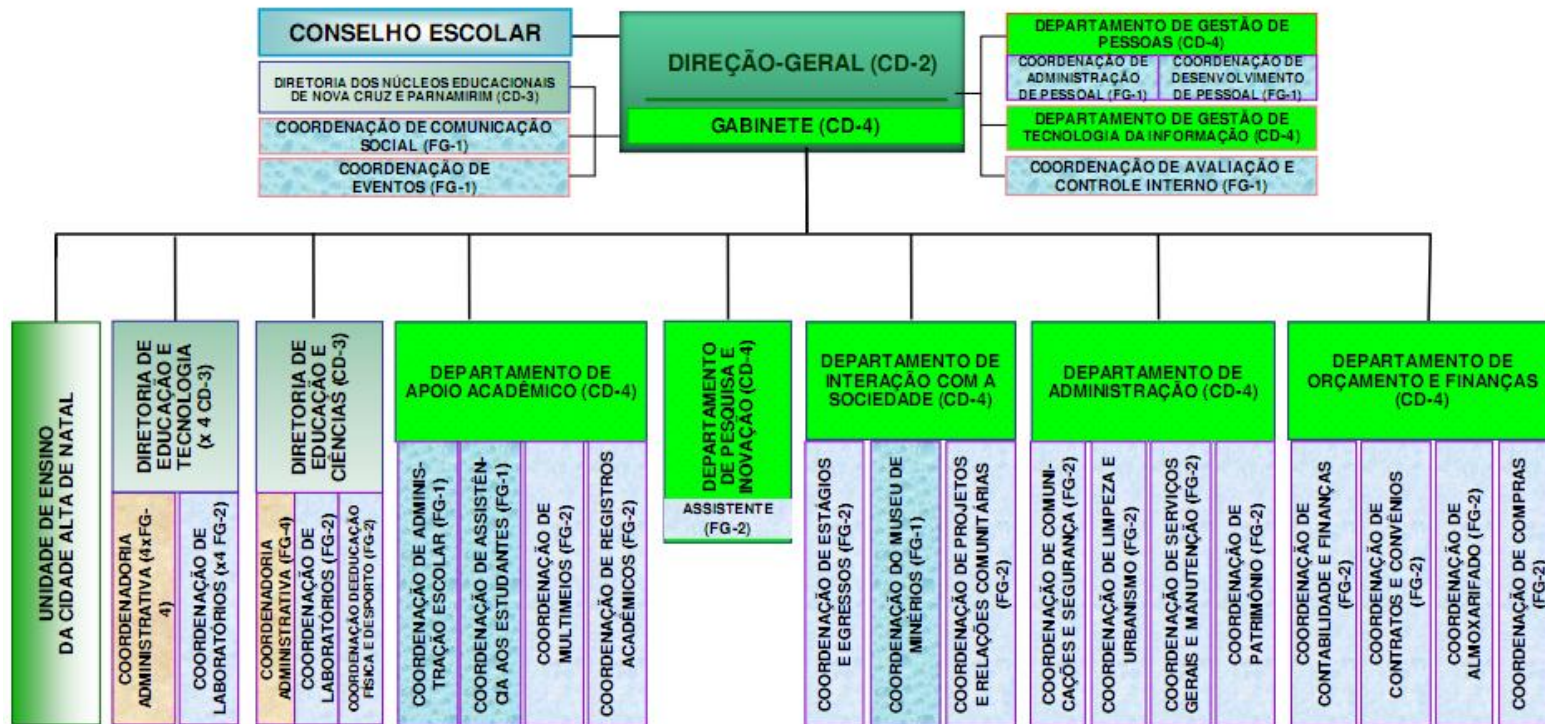 CONSELHO ESCOLAR
DIRETORIA DOS NÚCLEOS EDUCACIONAIS
DE NOVA CRUZ E PARNAMIRIM (CD-3)
COORDENAÇÃO DE COMUNICAÇÃO
SOCIAL (FG-1)
COORDENAÇÃO DE
EVENTOS (FG-1)
DIREÇÃO-GERAL (CD-2)
GABINETE (CD-4)
DEPARTAMENTO DE GESTÃO DE
PESSOAS (CD-4)
COORDENAÇÃO DE
ADMINISTRAÇÃO
DE PESSOAL (FG-1)
COORDENAÇÃO DE
DESENVOLVIMENTO
DE PESSOAL (FG-1)
DEPARTAMENTO DE GESTÃO DE
TECNOLOGIA DA INFORMAÇÃO (CD-4)
COORDENAÇÃO DE AVALIAÇÃO E
CONTROLE INTERNO (FG-1)
UNIDADE DE ENSINO
DA CIDADE ALTA DE NATAL
DIRETORIA DE
EDUCAÇÃO E
TECNOLOGIA
(x 4 CD-3)
COORDENADORIA
ADMINISTRATIVA (4xFG-
4)
COORDENAÇÃO DE
LABORATÓRIOS (x4 FG-2)
DIRETORIA DE
EDUCAÇÃO E
CIÊNCIAS (CD-3)
COORDENADORIA
ADMINISTRATIVA (FG-4)
COORDENAÇÃO DE
LABORATÓRIOS (FG-2)
COORDENAÇÃO DEEDUCAÇÃO
FÍSICA E DESPORTO (FG-2)
DEPARTAMENTO DE
APOIO ACADÊMICO (CD-4)
COORDENAÇÃO DE ADMINIS-
TRAÇÃO ESCOLAR (FG-1)
COORDENAÇÃO DE ASSISTÊN-
CIA AOS ESTUDANTES (FG-1)
COORDENAÇÃO DE
MULTIMEIOS (FG-2)
COORDENAÇÃO DE REGISTROS
ACADÊMICOS (FG-2)
DEPARTAMENTO
DE PESQUISA E
INOVAÇÃO (CD-4)
ASSISTENTE
(FG-2)
DEPARTAMENTO DE
INTERAÇÃO COM A
SOCIEDADE (CD-4)
COORDENAÇÃO DE ESTÁGIOS
E EGRESSOS (FG-2)
COORDENAÇÃO DO MUSEU DE
MINÉRIOS (FG-1)
COORDENAÇÃO DE PROJETOS
E RELAÇÕES COMUNITÁRIAS
(FG-2)
DEPARTAMENTO DE
ADMINISTRAÇÃO (CD-4)
COORDENAÇÃO DE COMUNI-
CAÇÕES E SEGURANÇA (FG-2)
COORDENAÇÃO DE LIMPEZA E
URBANISMO (FG-2)
COORDENAÇÃO DE SERVIÇOS
GERAIS E MANUTENÇÃO (FG-2)
COORDENAÇÃO DE
PATRIMÔNIO (FG-2)
DEPARTAMENTO DE
ORÇAMENTO E FINANÇAS
(CD-4)
COORDENAÇÃO DE
CONTABILIDADE E FINANÇAS
(FG-2)
COORDENAÇÃO DE
CONTRATOS E CONVÊNIOS
(FG-2)
COORDENAÇÃO DE
ALMOXARIFADO (FG-2)
COORDENAÇÃO DE COMPRAS
(FG-2)